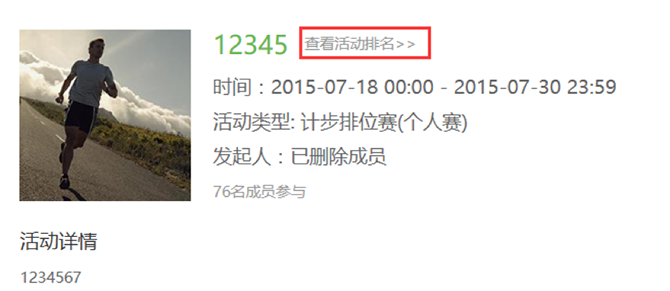 12345 查看活动排名>>
时间：2015-07-18 00:00 - 2015-07-30 23:59
活动类型: 计步排位赛(个人赛)
发起人：已删除成员
76名成员参与
活动详情
1234567